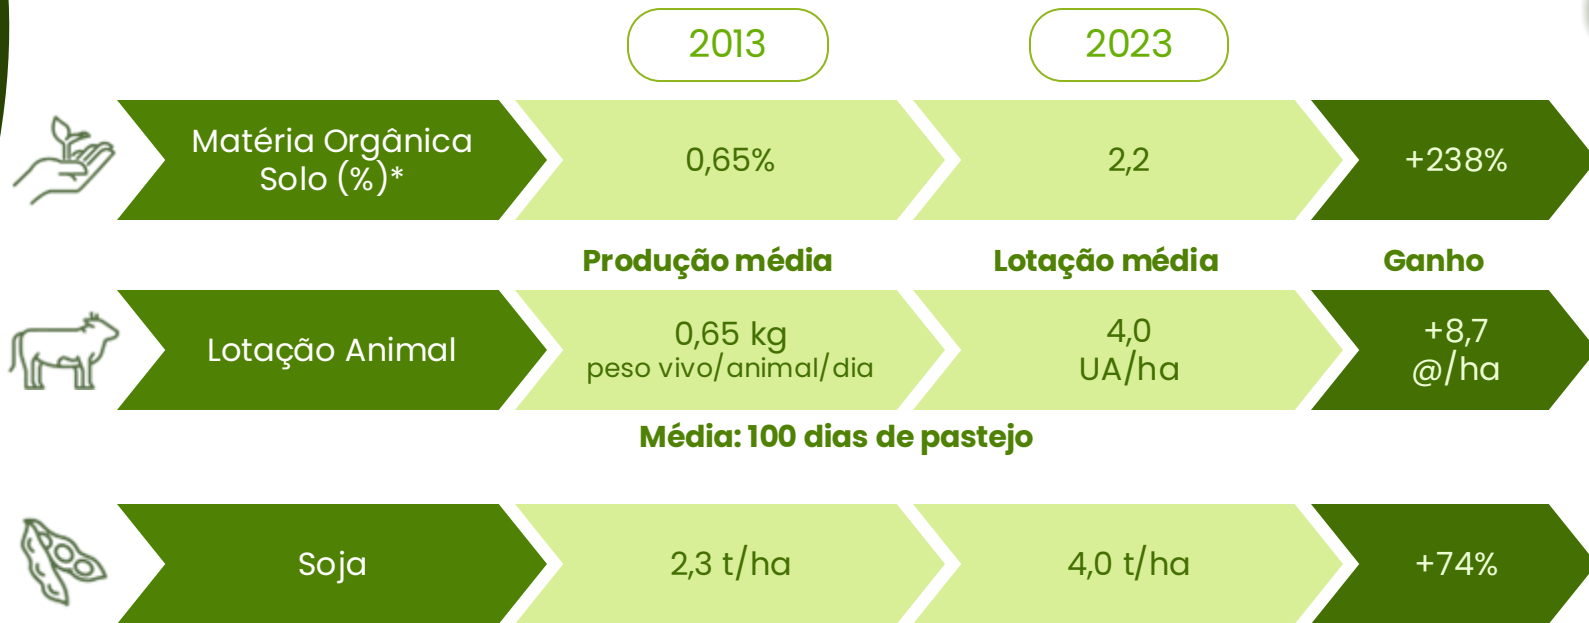 2013
2023
Matéria Orgânica
Solo (%)*
0,65%
2,2
+238%
Produção média
Lotação média
Ganho
Lotação Animal
0,65 kg
peso vivo/animal/dia
4,0
UA/ha
+8,7
@/ha
Média: 100 dias de pastejo
Soja
2,3 t/ha
4,0 t/ha
+74%